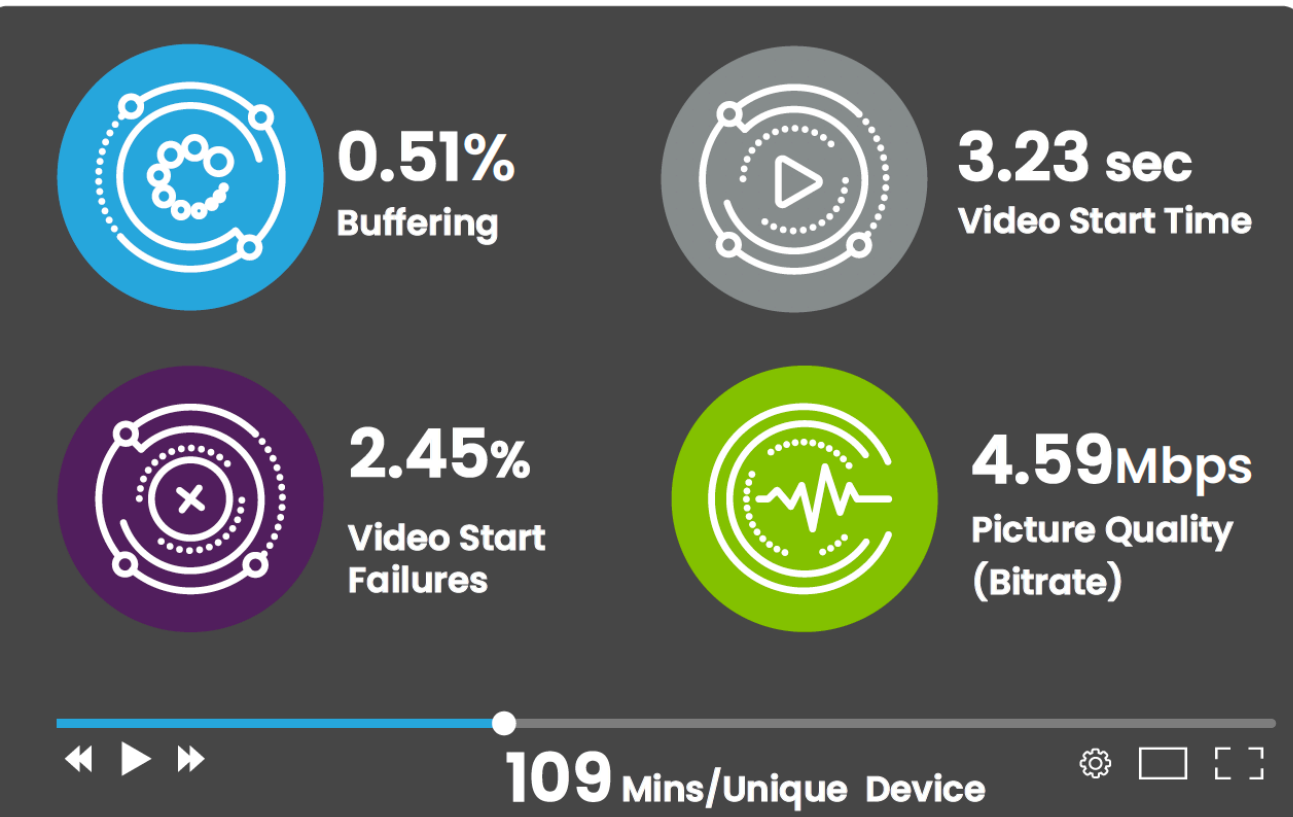 0.51%
Buffering
3.23 sec
Video Start Time
2.45%
Video Start
Failures
4.59Mbps
Picture Quality
(Bitrate)
109 Mins/Unique Device